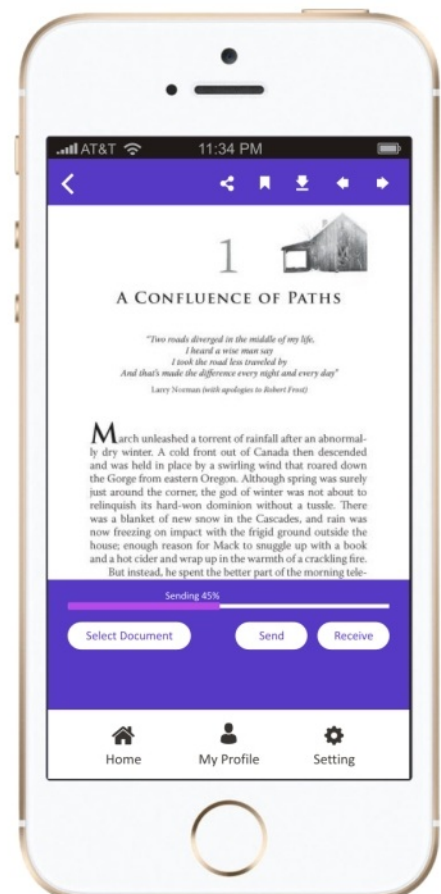 AT&T 11:34 PM
1
A Confluence of Paths
"Two roads diverged in the middle of my life,
I heard a wise man say
I took the road less traveled by
And that's made the difference every night and every day"
Larry Norman (with apologies to Robert Frost)
March unleashed a torrent of rainfall after an abnormal-
ly dry winter. A cold front out of Canada then descended
and was held in place by a swirling wind that roared down
the Gorge from eastern Oregon. Although spring was surely
just around the corner, the god of winter was not about to
relinquish its hard-won dominion without a tussle. There
was a blanket of new snow in the Cascades, and rain was
now freezing on impact with the frigid ground outside the
house; enough reason for Mack to snuggle up with a book
and a hot cider and wrap up in the warmth of a crackling fire.
But instead, he spent the better part of the morning tele-
Sending 45%
Select Document Send Receive
Home My Profile Setting